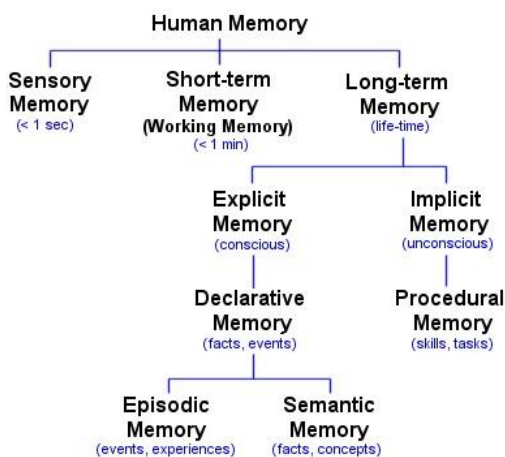 Human Memory
Sensory
Memory
(< 1 sec)
Short-term
Memory
(Working Memory)
(< 1 min)
Long-term
Memory
(life-time)
Explicit
Memory
(conscious)
Implicit
Memory
(unconscious)
Declarative
Memory
(facts, events)
Procedural
Memory
(skills, tasks)
Episodic
Memory
(events, experiences)
Semantic
Memory
(facts, concepts)